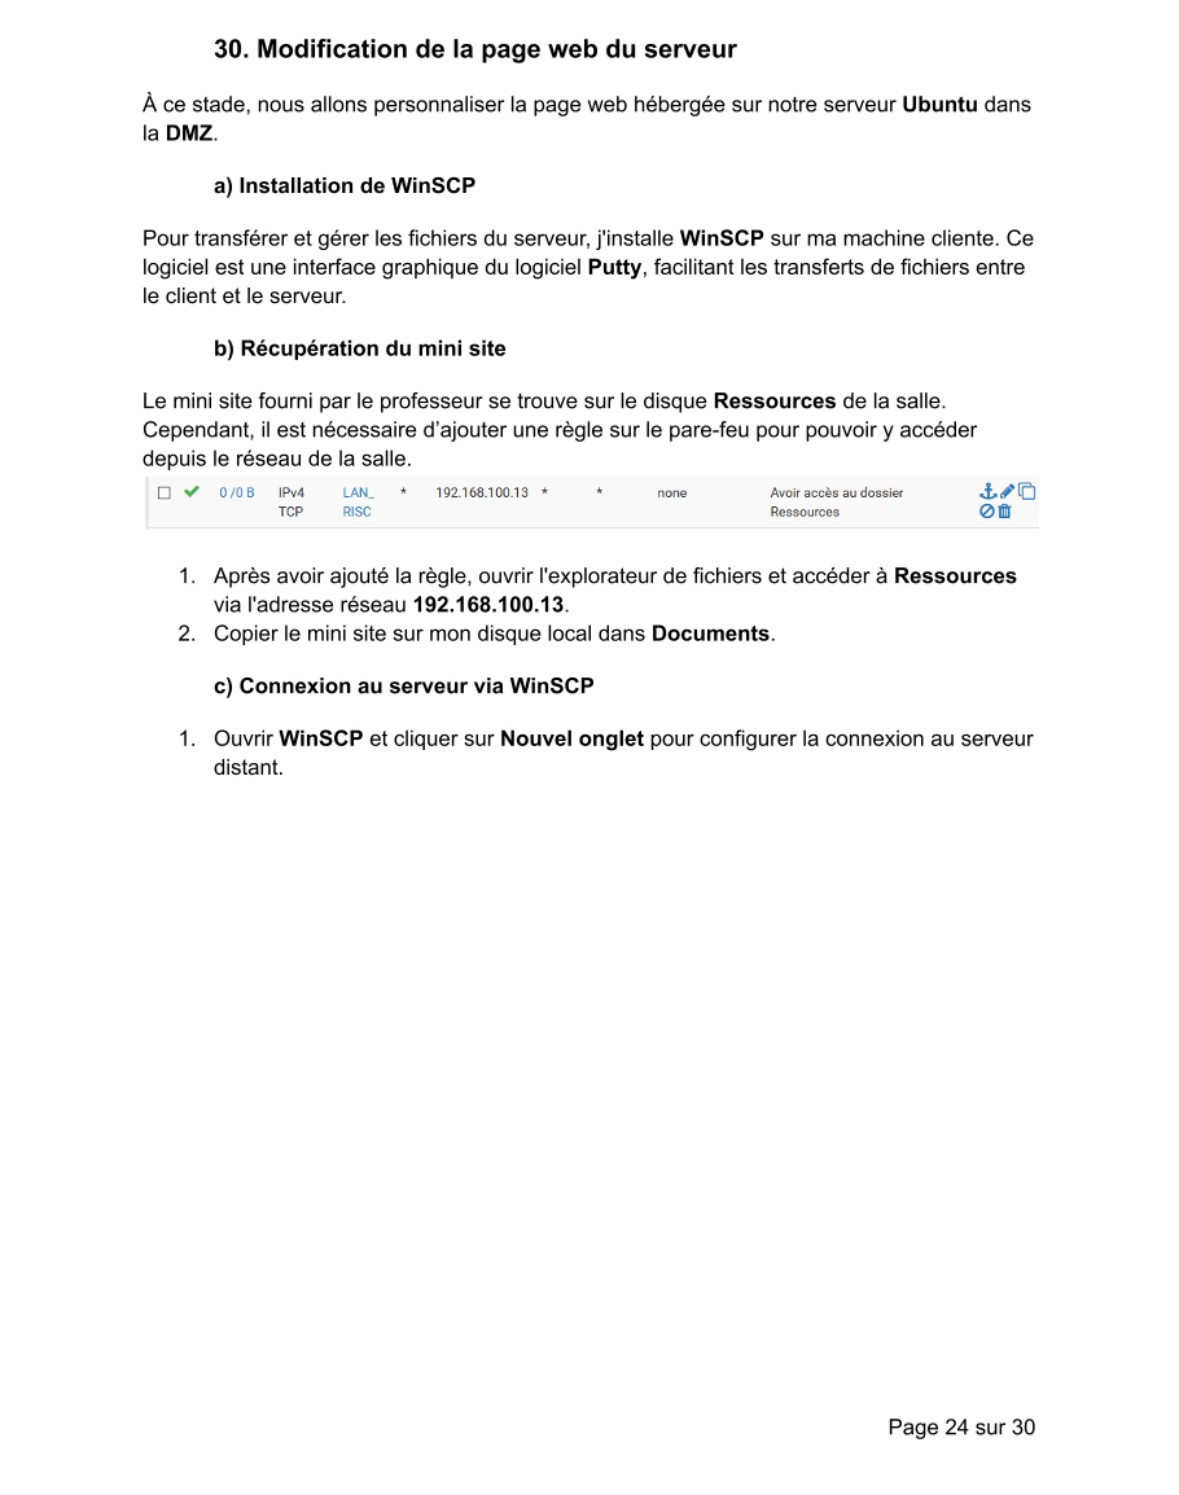 30. Modification de la page web du serveur
À ce stade, nous allons personnaliser la page web hébergée sur notre serveur Ubuntu dans
la DMZ.
a) Installation de WinSCP
Pour transférer et gérer les fichiers du serveur, j'installe WinSCP sur ma machine cliente. Ce
logiciel est une interface graphique du logiciel Putty, facilitant les transferts de fichiers entre
le client et le serveur.
b) Récupération du mini site
Le mini site fourni par le professeur se trouve sur le disque Ressources de la salle.
Cependant, il est nécessaire d’ajouter une règle sur le pare-feu pour pouvoir y accéder
depuis le réseau de la salle.
0 /0 B IPv4 LAN_ * 192.168.100.13 * * none Avoir accès au dossier
TCP RISC Ressources
1. Après avoir ajouté la règle, ouvrir l'explorateur de fichiers et accéder à Ressources
via l'adresse réseau 192.168.100.13.
2. Copier le mini site sur mon disque local dans Documents.
c) Connexion au serveur via WinSCP
1. Ouvrir WinSCP et cliquer sur Nouvel onglet pour configurer la connexion au serveur
distant.
Page 24 sur 30